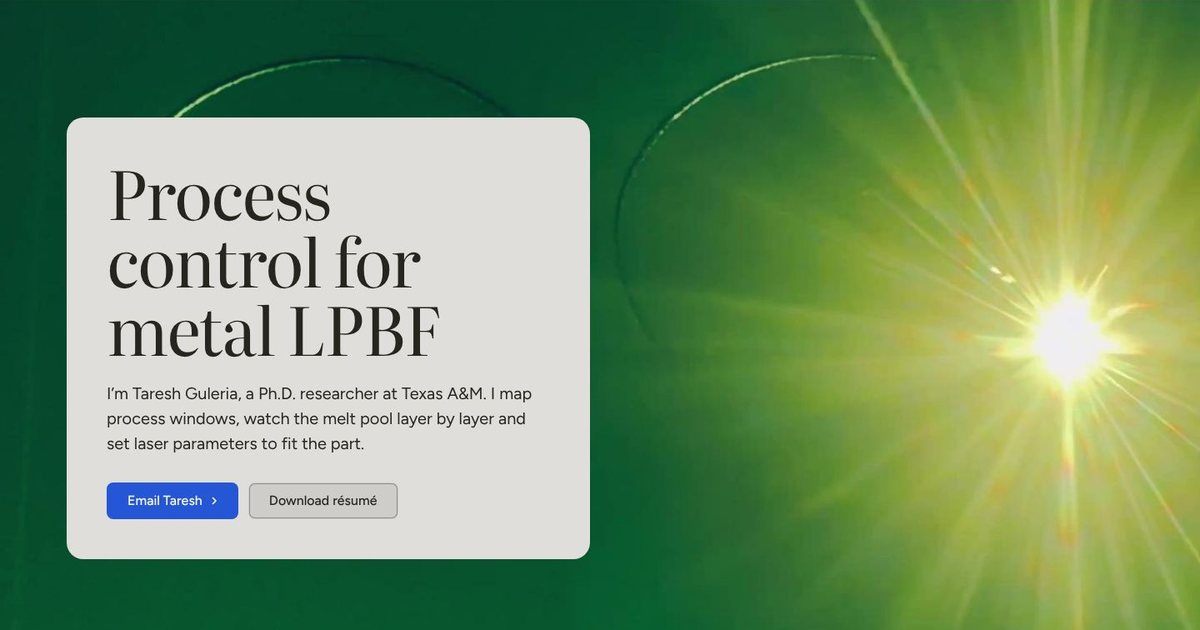 Process
control for
metal LPBF
I’m Taresh Guleria, a Ph.D. researcher at Texas A&M. I map
process windows, watch the melt pool layer by layer and
set laser parameters to fit the part.
Email Taresh
Download résumé